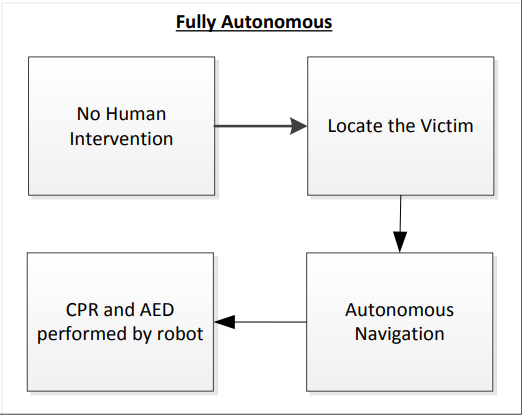 Fully Autonomous
No Human
Intervention
Locate the Victim
Autonomous
Navigation
CPR and AED
performed by robot